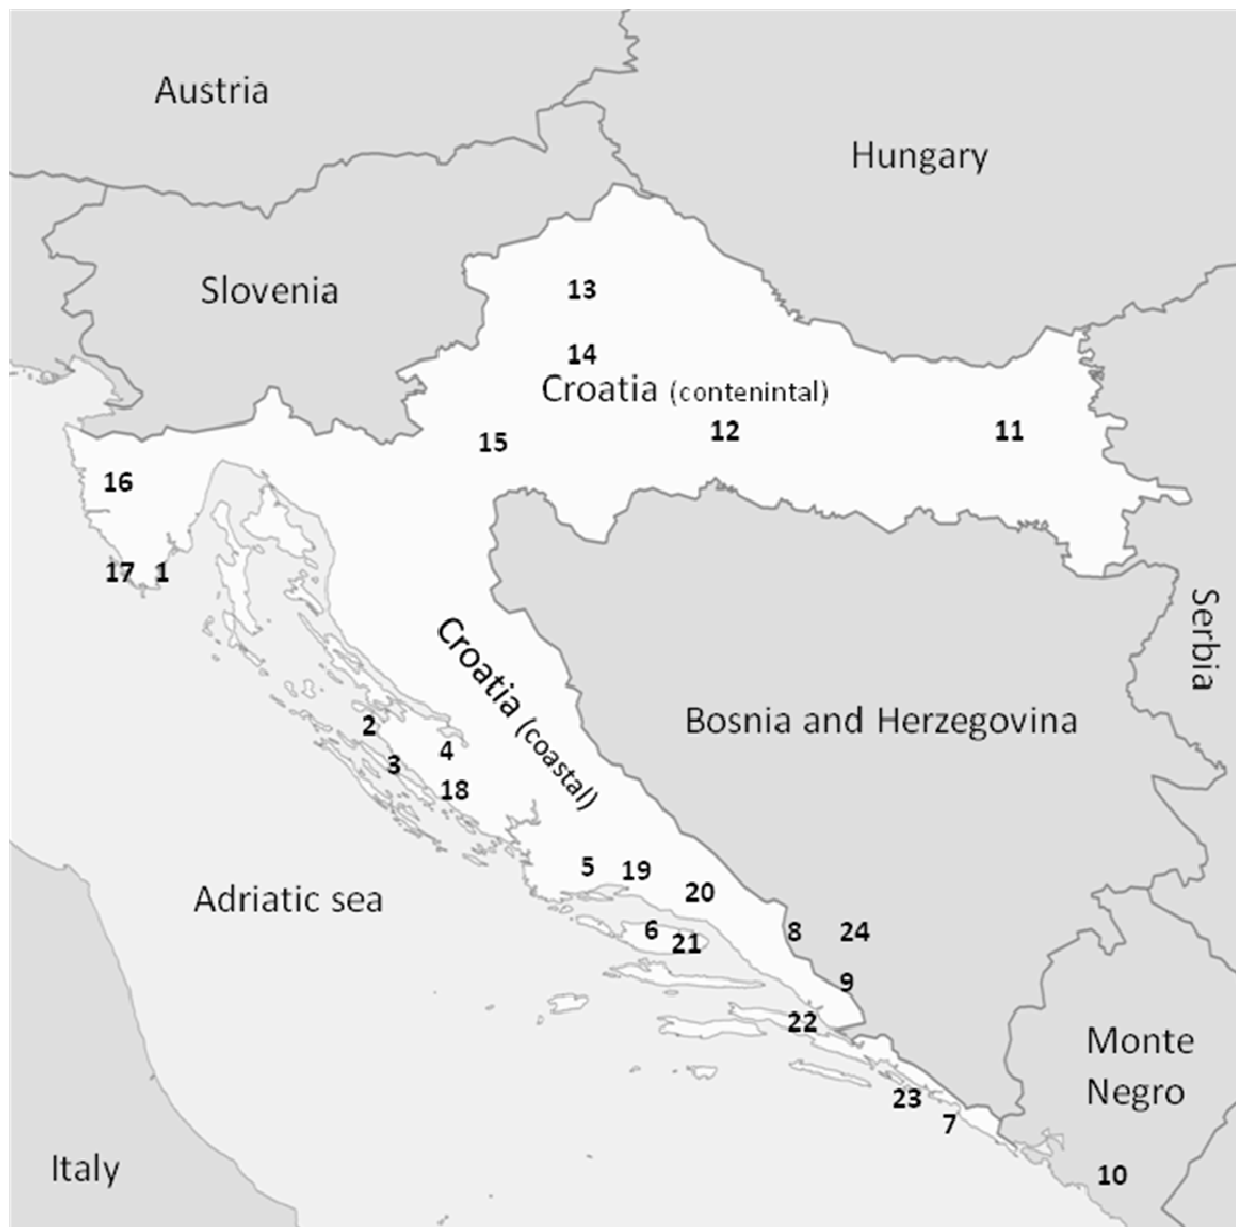 Austria
Hungary
Slovenia
13
14
Croatia (contenintal)
15
12
11
16
17
1
Serbia
Croatia (coastal)
Bosnia and Herzegovina
2
3
4
18
5
19
20
Adriatic sea
6
21
8
24
9
22
Monte
Negro
23
7
10
Italy